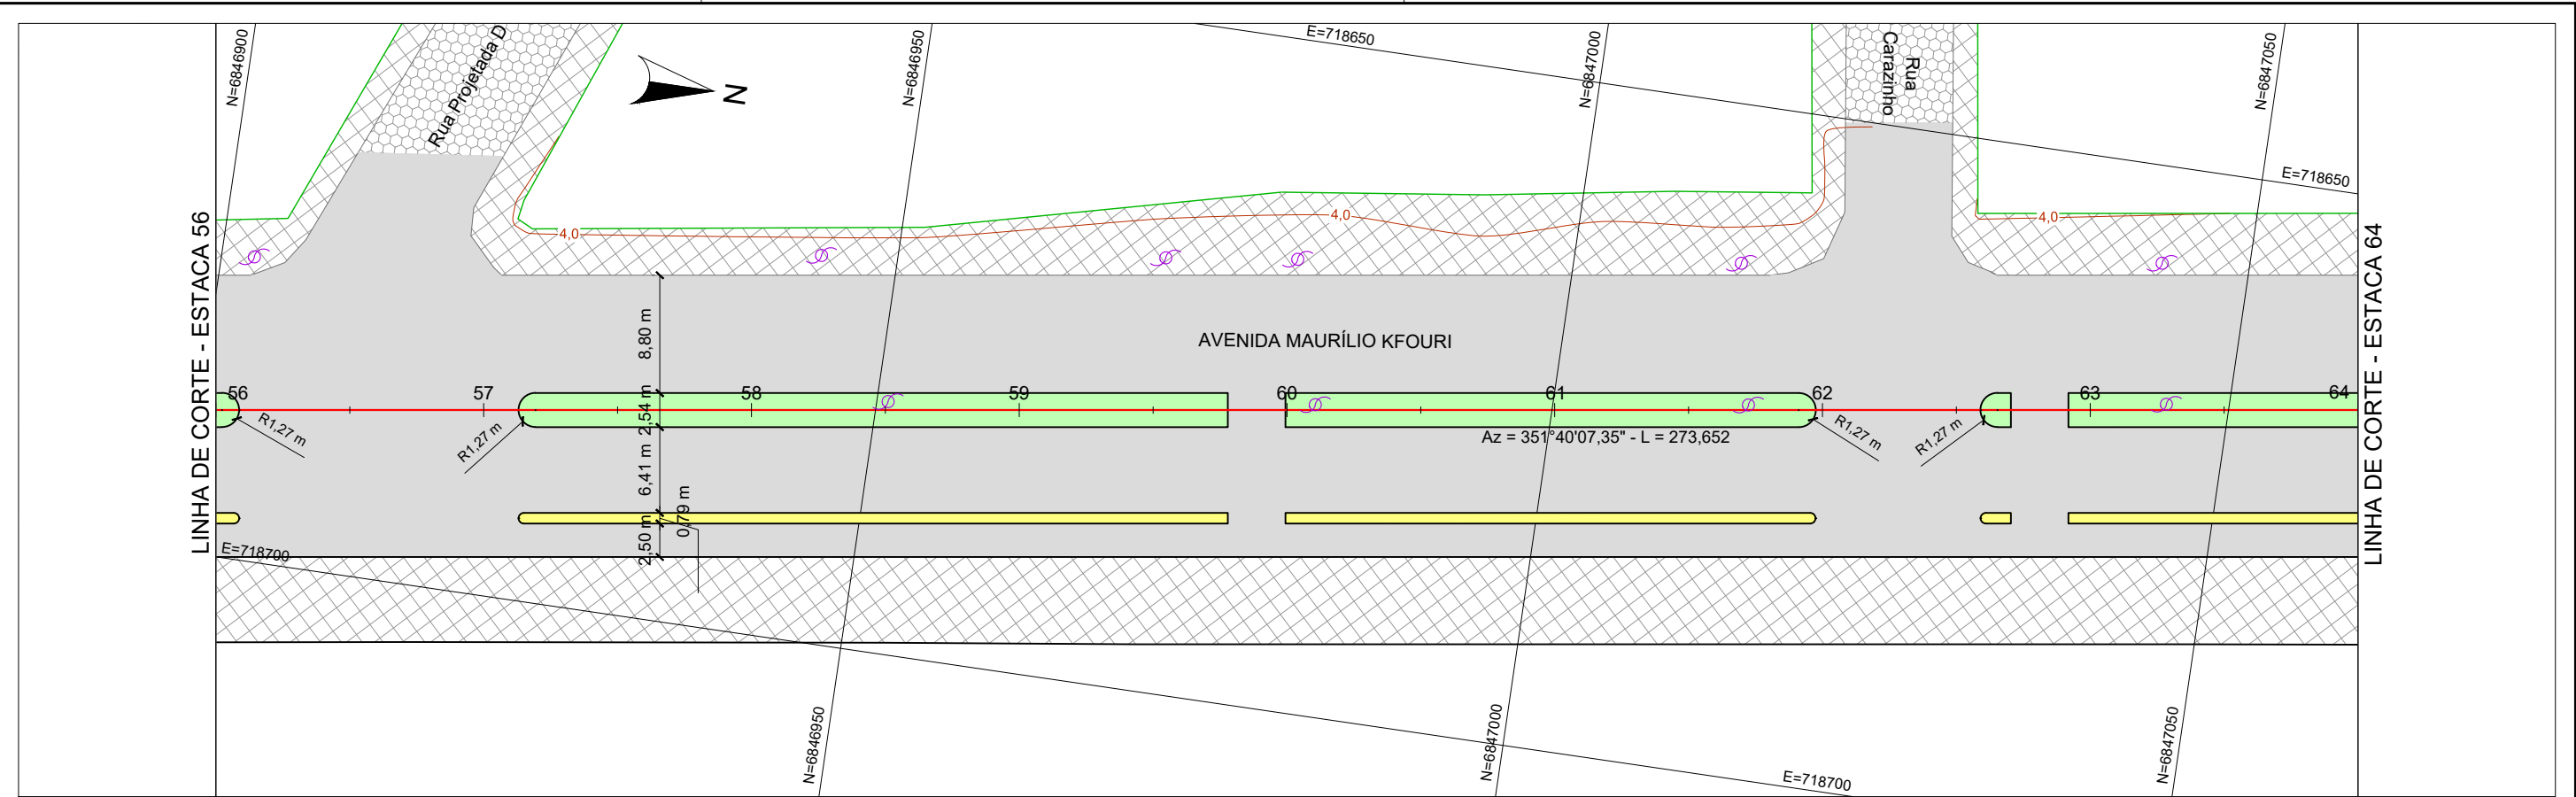 N=6846900
Rua Projetada D
N
N=6846950
E=718650
N=6847000
Rua
Carazinho
N=6847050
E=718650
LINHA DE CORTE - ESTACA 56
4,0
4,0
4,0
LINHA DE CORTE - ESTACA 64
8,80 m
AVENIDA MAURÍLIO KFOURI
56
57
58
59
60
61
62
63
64
2,54 m
R1,27 m
R1,27 m
R1,27 m
R1,27 m
Az = 351°40'07,35" - L = 273,652
6,41 m
0,79 m
2,50 m
E=718700
N=6846950
N=6847000
E=718700
N=6847050